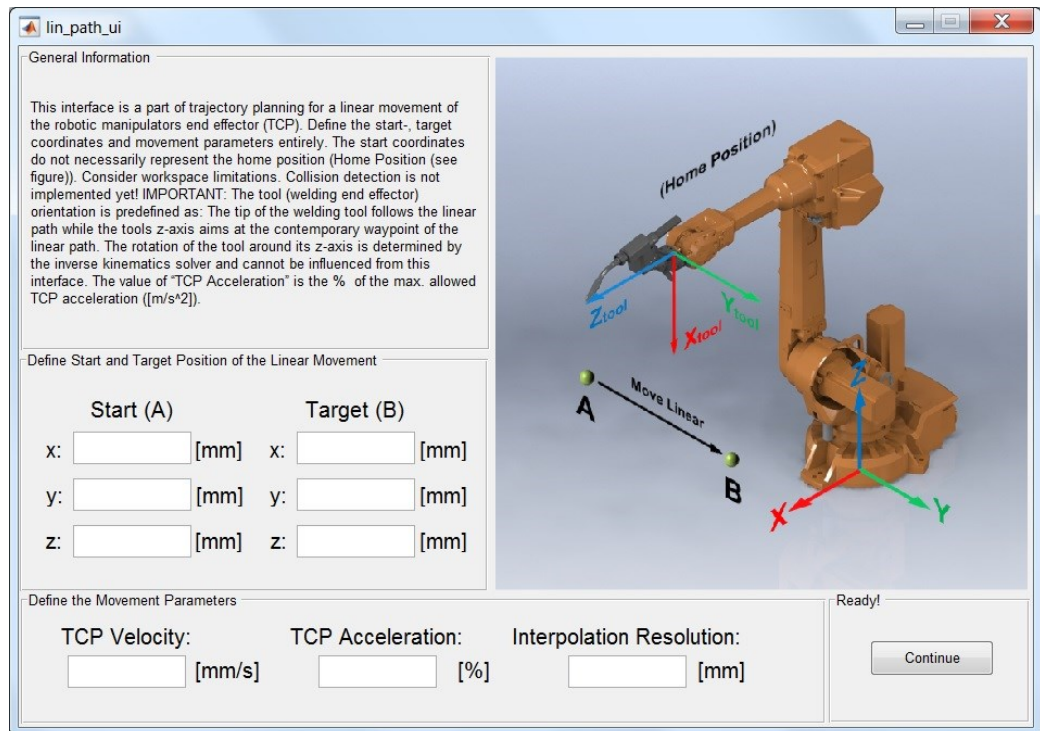 lin_path_ui
General Information
This interface is a part of trajectory planning for a linear movement of
the robotic manipulators end effector (TCP). Define the start-, target
coordinates and movement parameters entirely. The start coordinates
do not necessarily represent the home position (Home Position (see
figure)). Consider workspace limitations. Collision detection is not
implemented yet! IMPORTANT: The tool (welding end effector)
orientation is predefined as: The tip of the welding tool follows the linear
path while the tools z-axis aims at the contemporary waypoint of the
linear path. The rotation of the tool around its z-axis is determined by
the inverse kinematics solver and cannot be influenced from this
interface. The value of "TCP Acceleration" is the % of the max. allowed
TCP acceleration ([m/s^2]).
(Home Position)
Ztool
Ytool
Xtool
A
Move Linear
B
Z
X
Y
Define Start and Target Position of the Linear Movement
Start (A) Target (B)
x: [mm] x: [mm]
y: [mm] y: [mm]
z: [mm] z: [mm]
Define the Movement Parameters
TCP Velocity: TCP Acceleration: Interpolation Resolution:
[mm/s] [%] [mm]
Ready!
Continue